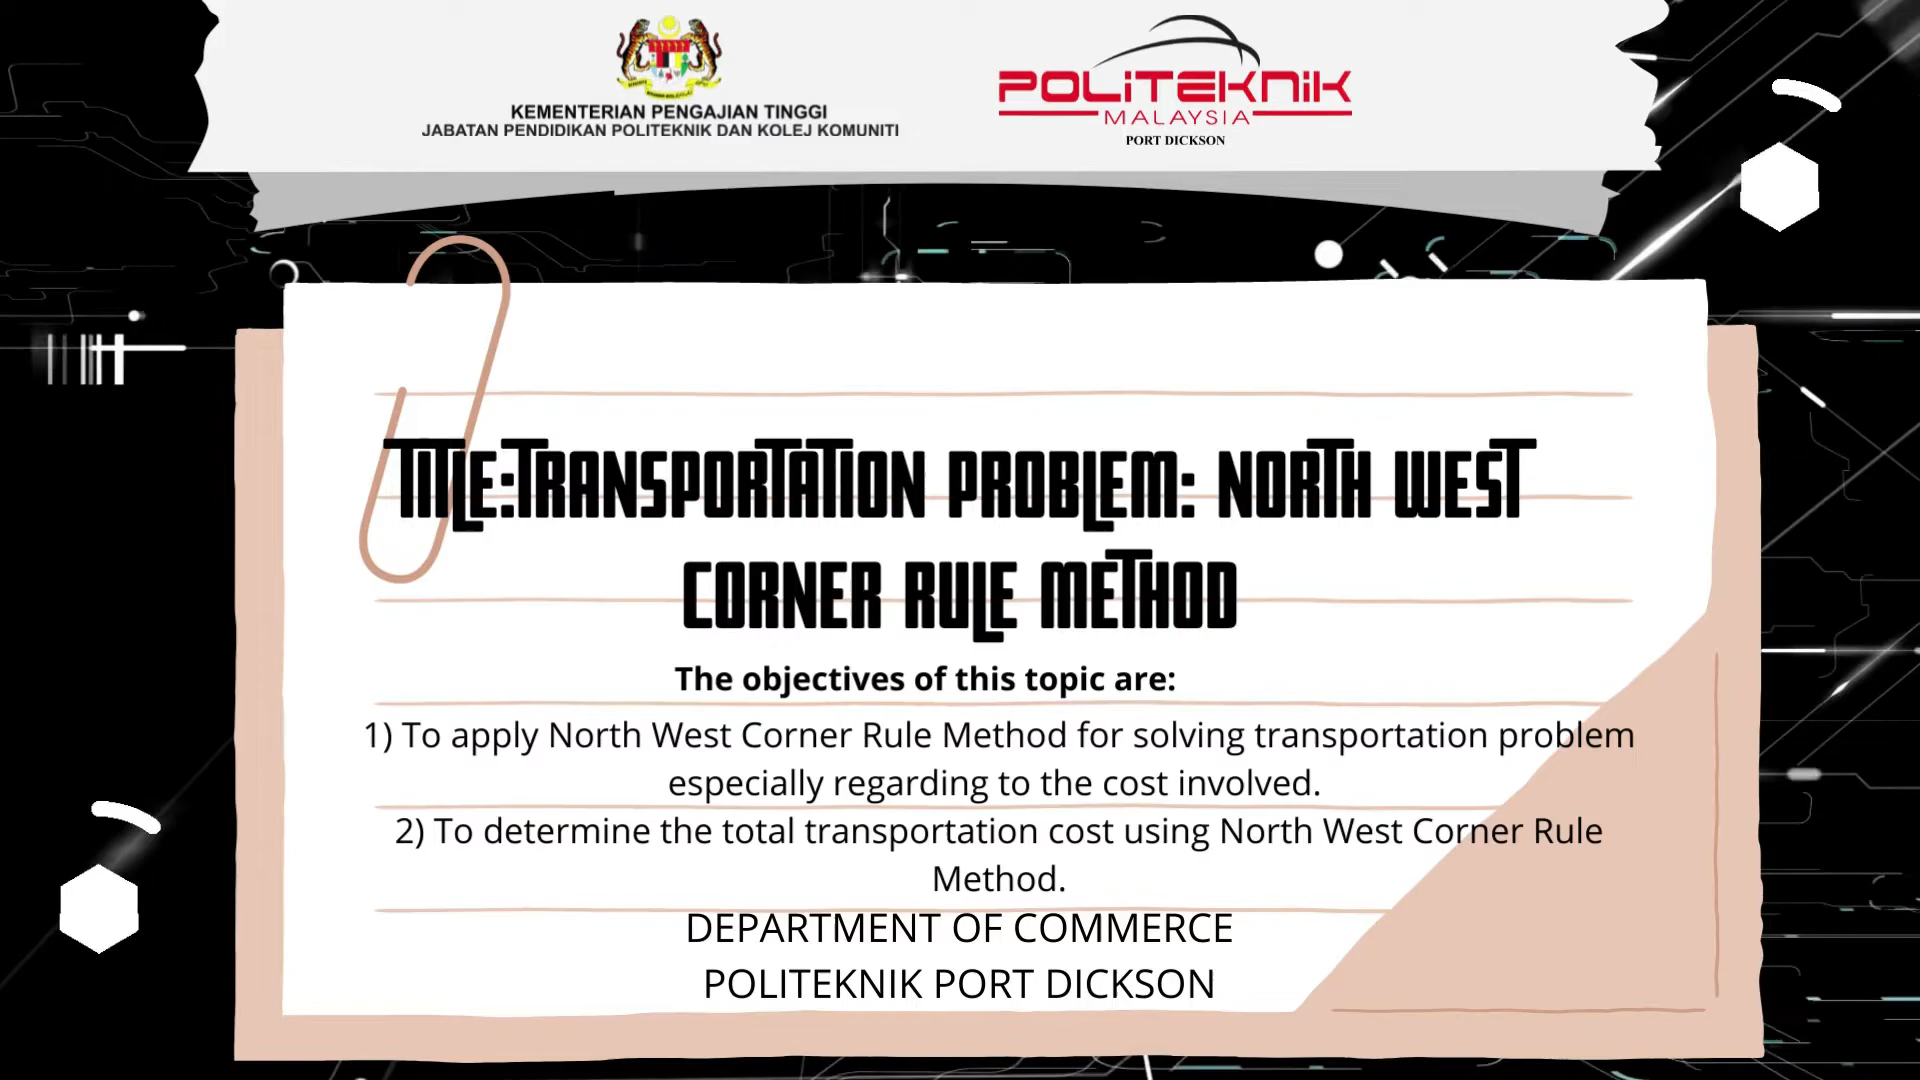 KEMENTERIAN PENGAJIAN TINGGI
JABATAN PENDIDIKAN POLITEKNIK DAN KOLEJ KOMUNITI
POLITEKNIK
MALAYSIA
PORT DICKSON
TITLE:TRANSPORTATION PROBLEM: NORTH WEST
CORNER RULE METHOD
The objectives of this topic are:
1) To apply North West Corner Rule Method for solving transportation problem
especially regarding to the cost involved.
2) To determine the total transportation cost using North West Corner Rule
Method.
DEPARTMENT OF COMMERCE
POLITEKNIK PORT DICKSON